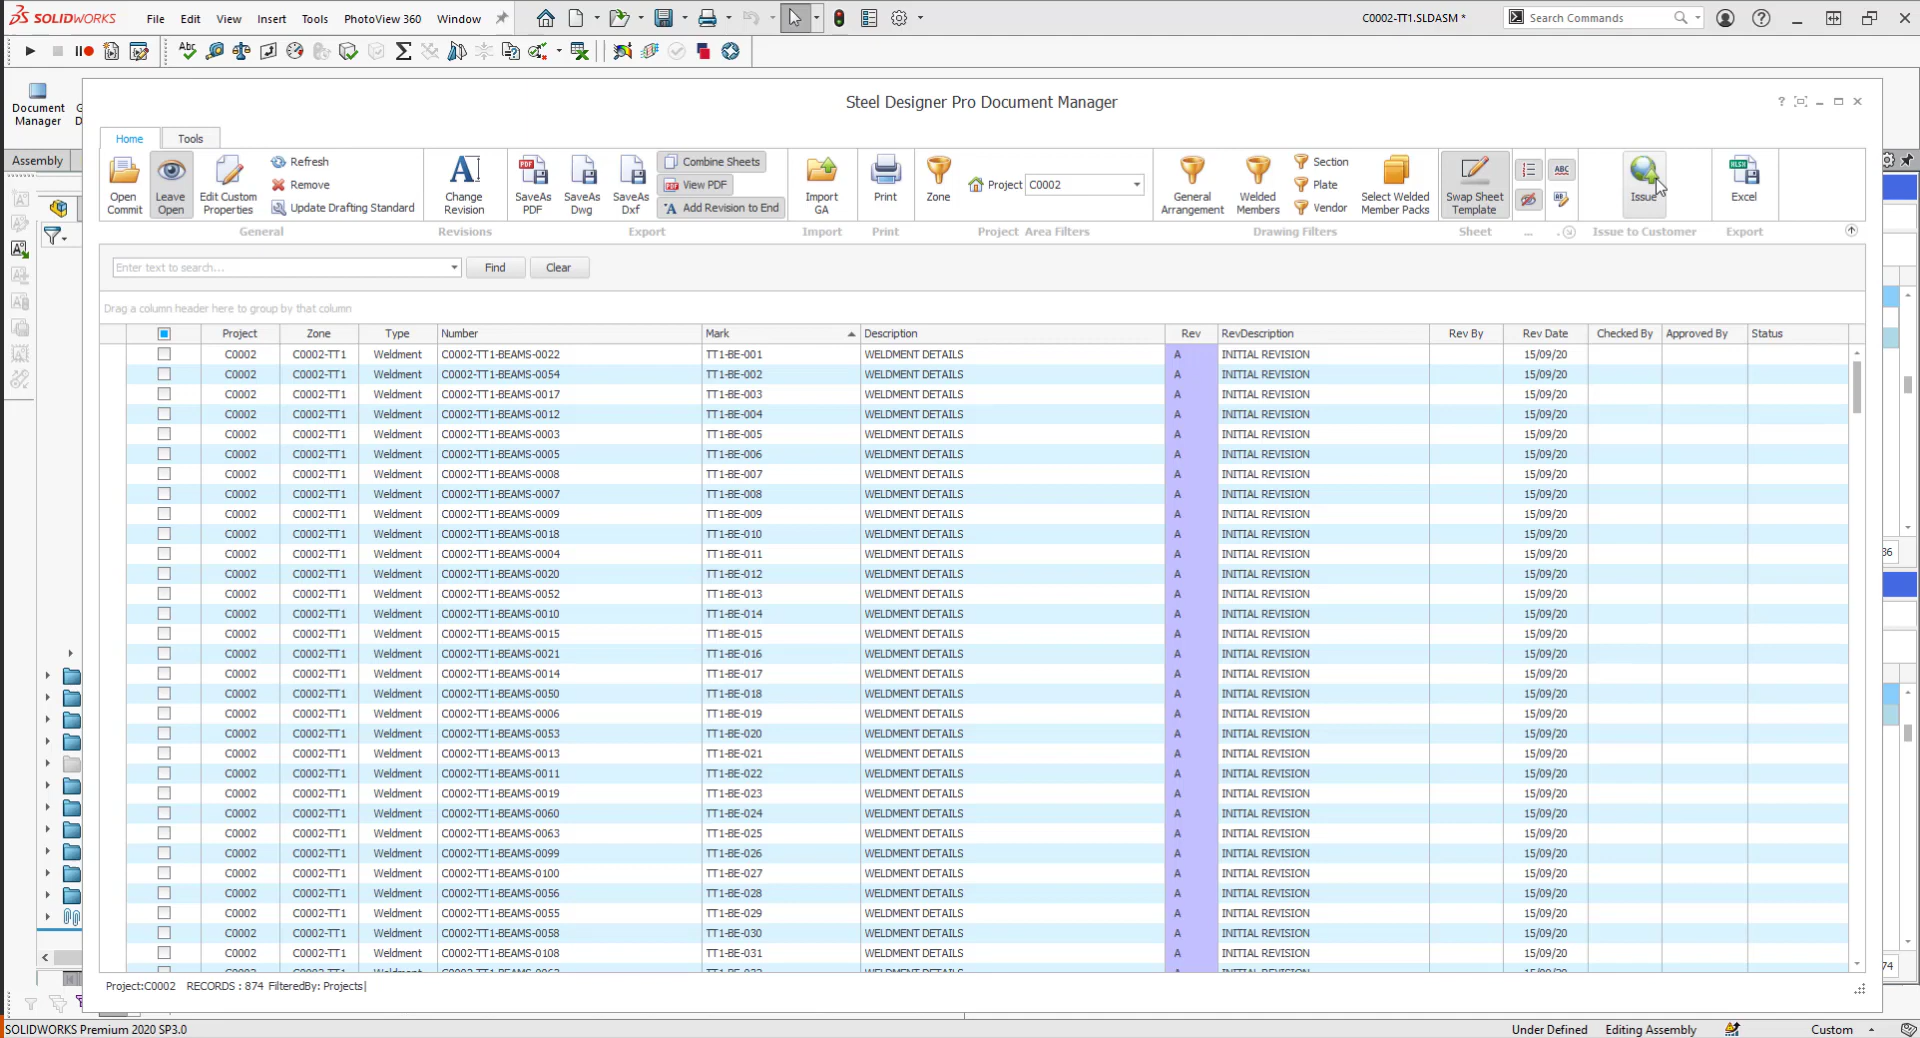 SOLIDWORKS File Edit View Insert Tools PhotoView 360 Window C0002-TT1.SLDASM * Search Commands
Document Manager
Steel Designer Pro Document Manager
Home Tools
Assembly
Open Commit Leave Open Edit Custom Properties Refresh Remove Update Drafting Standard Change Revision SaveAs PDF SaveAs Dwg SaveAs Dxf Combine Sheets View PDF Add Revision to End Import GA Print Zone Project C0002 General Arrangement Welded Members Section Plate Vendor Select Welded Member Packs Swap Sheet Template Issue Excel
General Revisions Export Import Print Project Area Filters Drawing Filters Sheet ... . Issue to Customer Export
Enter text to search... Find Clear
Drag a column header here to group by that column
Project Zone Type Number Mark Description Rev RevDescription Rev By Rev Date Checked By Approved By Status
C0002 C0002-TT1 Weldment C0002-TT1-BEAMS-0022 TT1-BE-001 WELDMENT DETAILS A INITIAL REVISION 15/09/20
C0002 C0002-TT1 Weldment C0002-TT1-BEAMS-0054 TT1-BE-002 WELDMENT DETAILS A INITIAL REVISION 15/09/20
C0002 C0002-TT1 Weldment C0002-TT1-BEAMS-0017 TT1-BE-003 WELDMENT DETAILS A INITIAL REVISION 15/09/20
C0002 C0002-TT1 Weldment C0002-TT1-BEAMS-0012 TT1-BE-004 WELDMENT DETAILS A INITIAL REVISION 15/09/20
C0002 C0002-TT1 Weldment C0002-TT1-BEAMS-0003 TT1-BE-005 WELDMENT DETAILS A INITIAL REVISION 15/09/20
C0002 C0002-TT1 Weldment C0002-TT1-BEAMS-0005 TT1-BE-006 WELDMENT DETAILS A INITIAL REVISION 15/09/20
C0002 C0002-TT1 Weldment C0002-TT1-BEAMS-0008 TT1-BE-007 WELDMENT DETAILS A INITIAL REVISION 15/09/20
C0002 C0002-TT1 Weldment C0002-TT1-BEAMS-0007 TT1-BE-008 WELDMENT DETAILS A INITIAL REVISION 15/09/20
C0002 C0002-TT1 Weldment C0002-TT1-BEAMS-0009 TT1-BE-009 WELDMENT DETAILS A INITIAL REVISION 15/09/20
C0002 C0002-TT1 Weldment C0002-TT1-BEAMS-0018 TT1-BE-010 WELDMENT DETAILS A INITIAL REVISION 15/09/20
C0002 C0002-TT1 Weldment C0002-TT1-BEAMS-0004 TT1-BE-011 WELDMENT DETAILS A INITIAL REVISION 15/09/20
C0002 C0002-TT1 Weldment C0002-TT1-BEAMS-0020 TT1-BE-012 WELDMENT DETAILS A INITIAL REVISION 15/09/20
C0002 C0002-TT1 Weldment C0002-TT1-BEAMS-0052 TT1-BE-013 WELDMENT DETAILS A INITIAL REVISION 15/09/20
C0002 C0002-TT1 Weldment C0002-TT1-BEAMS-0010 TT1-BE-014 WELDMENT DETAILS A INITIAL REVISION 15/09/20
C0002 C0002-TT1 Weldment C0002-TT1-BEAMS-0015 TT1-BE-015 WELDMENT DETAILS A INITIAL REVISION 15/09/20
C0002 C0002-TT1 Weldment C0002-TT1-BEAMS-0021 TT1-BE-016 WELDMENT DETAILS A INITIAL REVISION 15/09/20
C0002 C0002-TT1 Weldment C0002-TT1-BEAMS-0014 TT1-BE-017 WELDMENT DETAILS A INITIAL REVISION 15/09/20
C0002 C0002-TT1 Weldment C0002-TT1-BEAMS-0050 TT1-BE-018 WELDMENT DETAILS A INITIAL REVISION 15/09/20
C0002 C0002-TT1 Weldment C0002-TT1-BEAMS-0006 TT1-BE-019 WELDMENT DETAILS A INITIAL REVISION 15/09/20
C0002 C0002-TT1 Weldment C0002-TT1-BEAMS-0053 TT1-BE-020 WELDMENT DETAILS A INITIAL REVISION 15/09/20
C0002 C0002-TT1 Weldment C0002-TT1-BEAMS-0013 TT1-BE-021 WELDMENT DETAILS A INITIAL REVISION 15/09/20
C0002 C0002-TT1 Weldment C0002-TT1-BEAMS-0011 TT1-BE-022 WELDMENT DETAILS A INITIAL REVISION 15/09/20
C0002 C0002-TT1 Weldment C0002-TT1-BEAMS-0019 TT1-BE-023 WELDMENT DETAILS A INITIAL REVISION 15/09/20
C0002 C0002-TT1 Weldment C0002-TT1-BEAMS-0060 TT1-BE-024 WELDMENT DETAILS A INITIAL REVISION 15/09/20
C0002 C0002-TT1 Weldment C0002-TT1-BEAMS-0063 TT1-BE-025 WELDMENT DETAILS A INITIAL REVISION 15/09/20
C0002 C0002-TT1 Weldment C0002-TT1-BEAMS-0099 TT1-BE-026 WELDMENT DETAILS A INITIAL REVISION 15/09/20
C0002 C0002-TT1 Weldment C0002-TT1-BEAMS-0100 TT1-BE-027 WELDMENT DETAILS A INITIAL REVISION 15/09/20
C0002 C0002-TT1 Weldment C0002-TT1-BEAMS-0056 TT1-BE-028 WELDMENT DETAILS A INITIAL REVISION 15/09/20
C0002 C0002-TT1 Weldment C0002-TT1-BEAMS-0055 TT1-BE-029 WELDMENT DETAILS A INITIAL REVISION 15/09/20
C0002 C0002-TT1 Weldment C0002-TT1-BEAMS-0058 TT1-BE-030 WELDMENT DETAILS A INITIAL REVISION 15/09/20
C0002 C0002-TT1 Weldment C0002-TT1-BEAMS-0108 TT1-BE-031 WELDMENT DETAILS A INITIAL REVISION 15/09/20
Project:C0002 RECORDS : 874 FilteredBy: Projects|
SOLIDWORKS Premium 2020 SP3.0 Under Defined Editing Assembly Custom